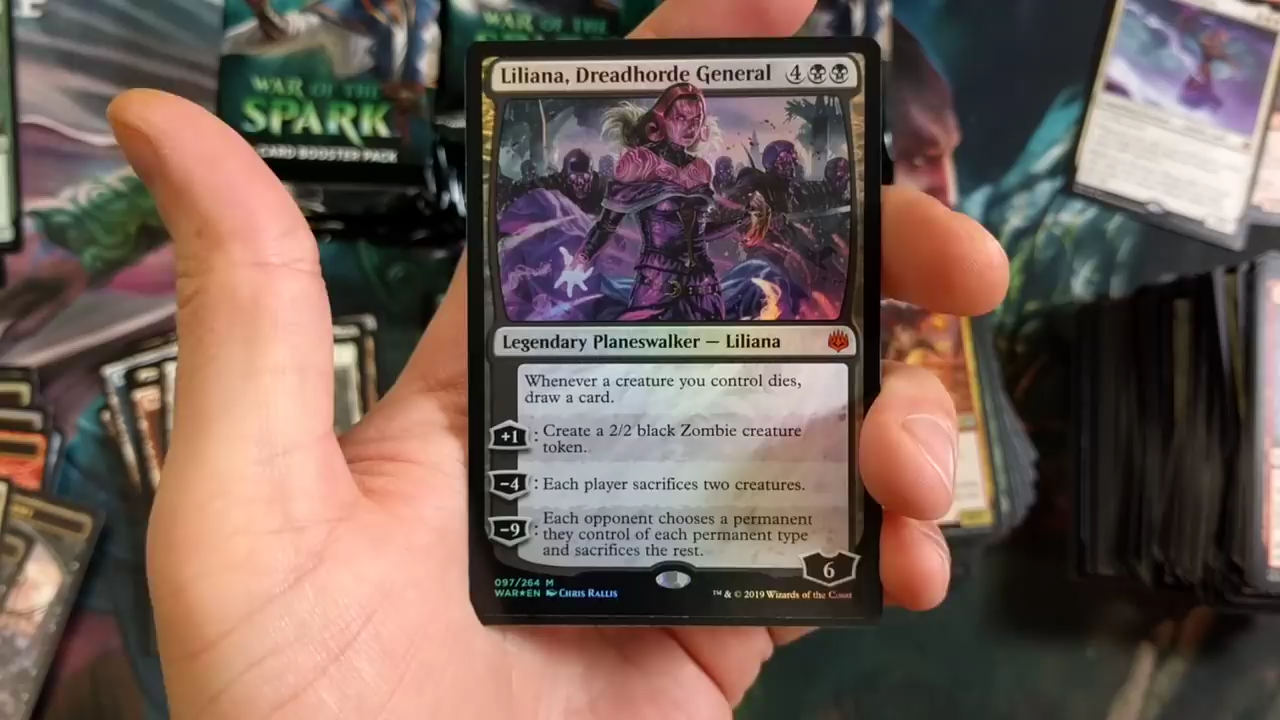 WAR OF THE
WAR OF THE
SPARK
CARD BOOSTER PACK
Liliana, Dreadhorde General 4
Legendary Planeswalker — Liliana
Whenever a creature you control dies,
draw a card.
+1: Create a 2/2 black Zombie creature
token.
−4: Each player sacrifices two creatures.
−9: Each opponent chooses a permanent
they control of each permanent type
and sacrifices the rest.
6
097/264 M
WAR★EN Chris Rallis
™ & © 2019 Wizards of the Coast